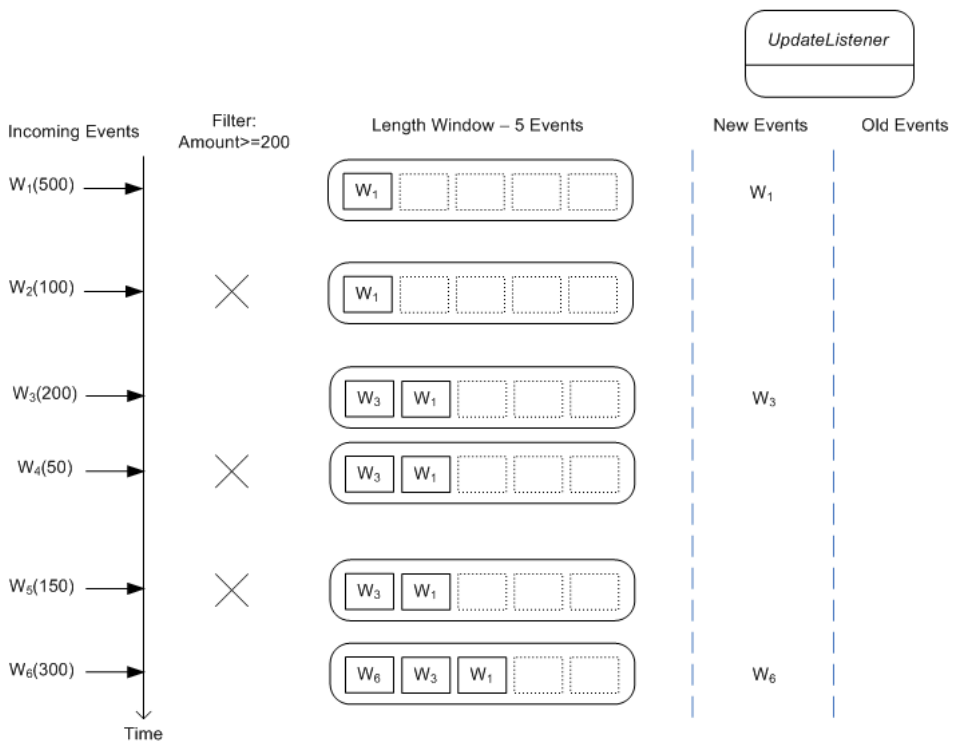 UpdateListener
Incoming Events
Filter:
Amount>=200
Length Window – 5 Events
New Events
Old Events
W₁(500)
W₁
W₁
W₂(100)
W₁
W₃(200)
W₃ W₁
W₃
W₄(50)
W₃ W₁
W₅(150)
W₃ W₁
W₆(300)
W₆ W₃ W₁
W₆
Time